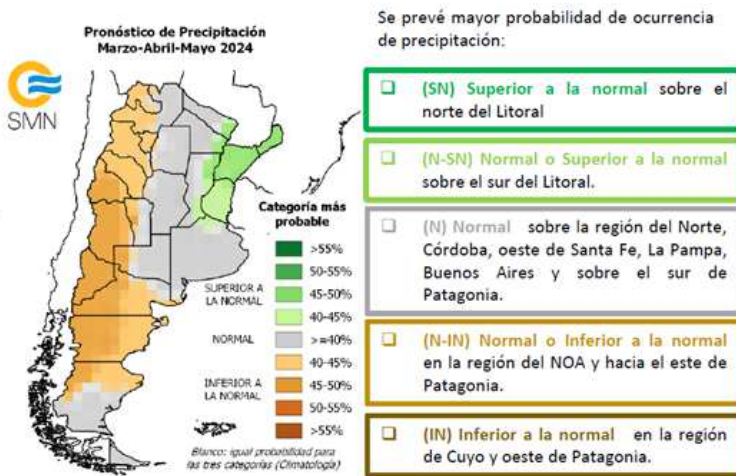 Pronóstico de Precipitación
Marzo-Abril-Mayo 2024
SMN
Categoría más
probable
>55%
50-55%
SUPERIOR A
LA NORMAL
45-50%
40-45%
NORMAL
>=40%
40-45%
INFERIOR A
LA NORMAL
45-50%
50-55%
>55%
Blanco: igual probabilidad para
las tres categorías (Climatología)
Se prevé mayor probabilidad de ocurrencia
de precipitación:
❑ (SN) Superior a la normal sobre el
norte del Litoral
❑ (N-SN) Normal o Superior a la normal
sobre el sur del Litoral.
❑ (N) Normal sobre la región del Norte,
Córdoba, oeste de Santa Fe, La Pampa,
Buenos Aires y sobre el sur de
Patagonia.
❑ (N-IN) Normal o Inferior a la normal
en la región del NOA y hacia el este de
Patagonia.
❑ (IN) Inferior a la normal en la región
de Cuyo y oeste de Patagonia.